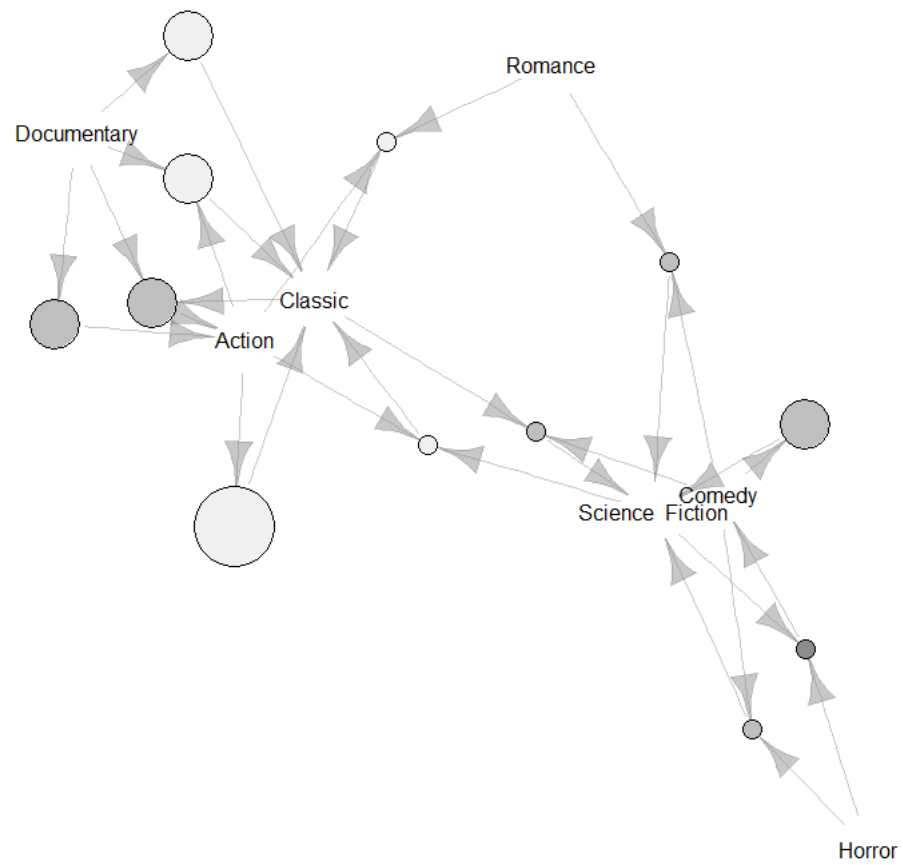 Romance
Documentary
Classic
Action
Comedy
Science Fiction
Horror